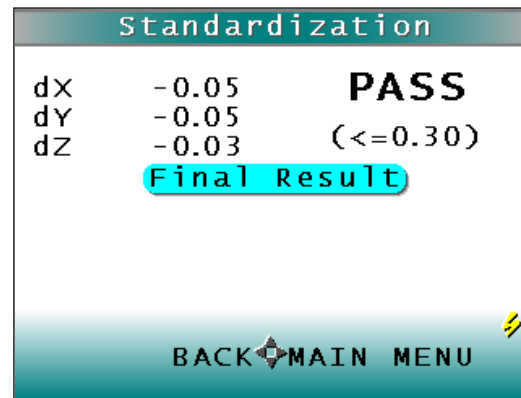 Standardization
dX -0.05 PASS
dY -0.05
dZ -0.03 (<=0.30)
Final Result
BACK MAIN MENU